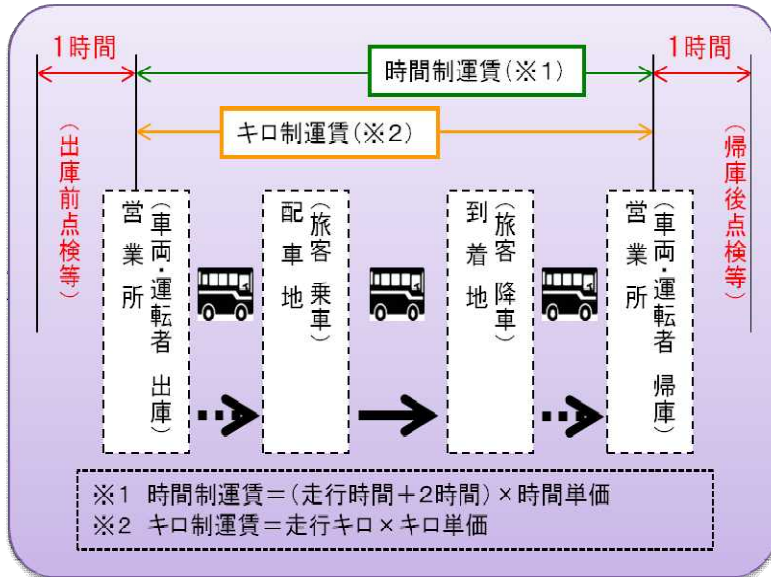 1時間
時間制運賃(※1)
1時間
キロ制運賃(※2)
(出庫前点検等)
営業所
(車両・運転者 出庫)
配車地
(旅客 乗車)
到着地
(旅客 降車)
営業所
(車両・運転者 帰庫)
(帰庫後点検等)
※1 時間制運賃=(走行時間+2時間)×時間単価
※2 キロ制運賃=走行キロ×キロ単価